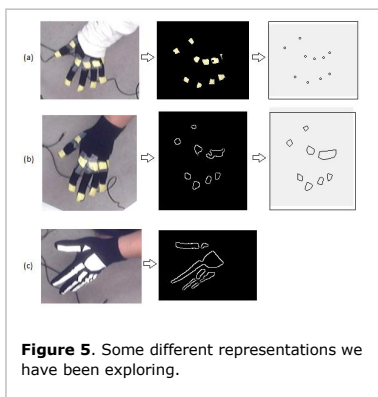 (a)
(b)
(c)
Figure 5. Some different representations we
have been exploring.